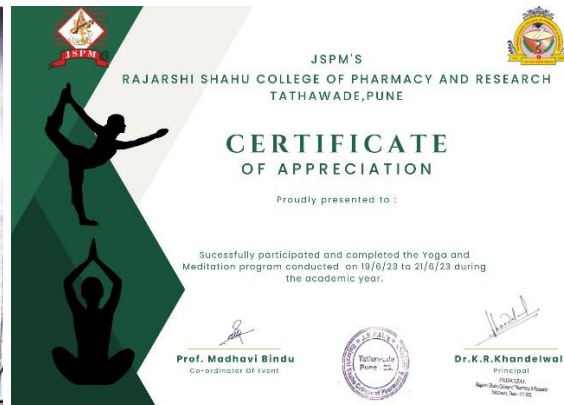 JSPM
JSPM'S
RAJARSHI SHAHU COLLEGE OF PHARMACY AND RESEARCH
TATHAWADE,PUNE
CERTIFICATE
OF APPRECIATION
Proudly presented to :
Sucessfully participated and completed the Yoga and
Meditation program conducted on 19/6/23 to 21/6/23 during
the academic year.
Prof. Madhavi Bindu
Co-ordinator Of Event
Tathawade
Pune - 33.
Dr.K.R.Khandelwal
Principal
PRINCIPAL